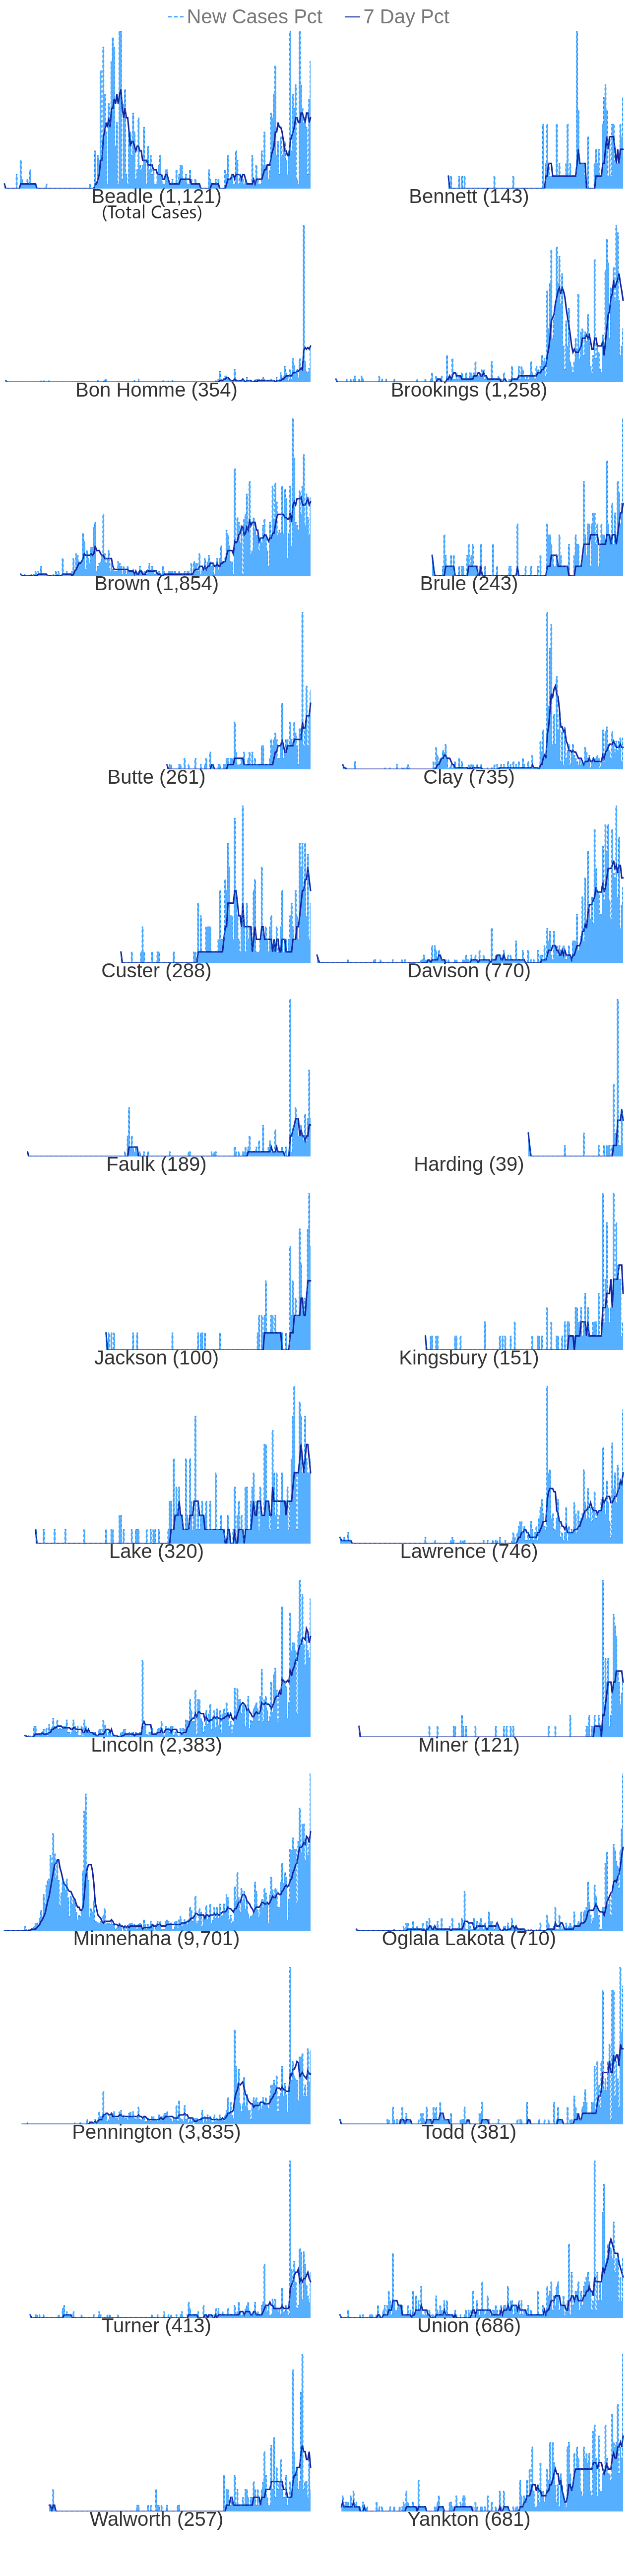 New Cases Pct 7 Day Pct
Beadle (1,121) Bennett (143)
(Total Cases)
Bon Homme (354) Brookings (1,258)
Brown (1,854) Brule (243)
Butte (261) Clay (735)
Custer (288) Davison (770)
Faulk (189) Harding (39)
Jackson (100) Kingsbury (151)
Lake (320) Lawrence (746)
Lincoln (2,383) Miner (121)
Minnehaha (9,701) Oglala Lakota (710)
Pennington (3,835) Todd (381)
Turner (413) Union (686)
Walworth (257) Yankton (681)